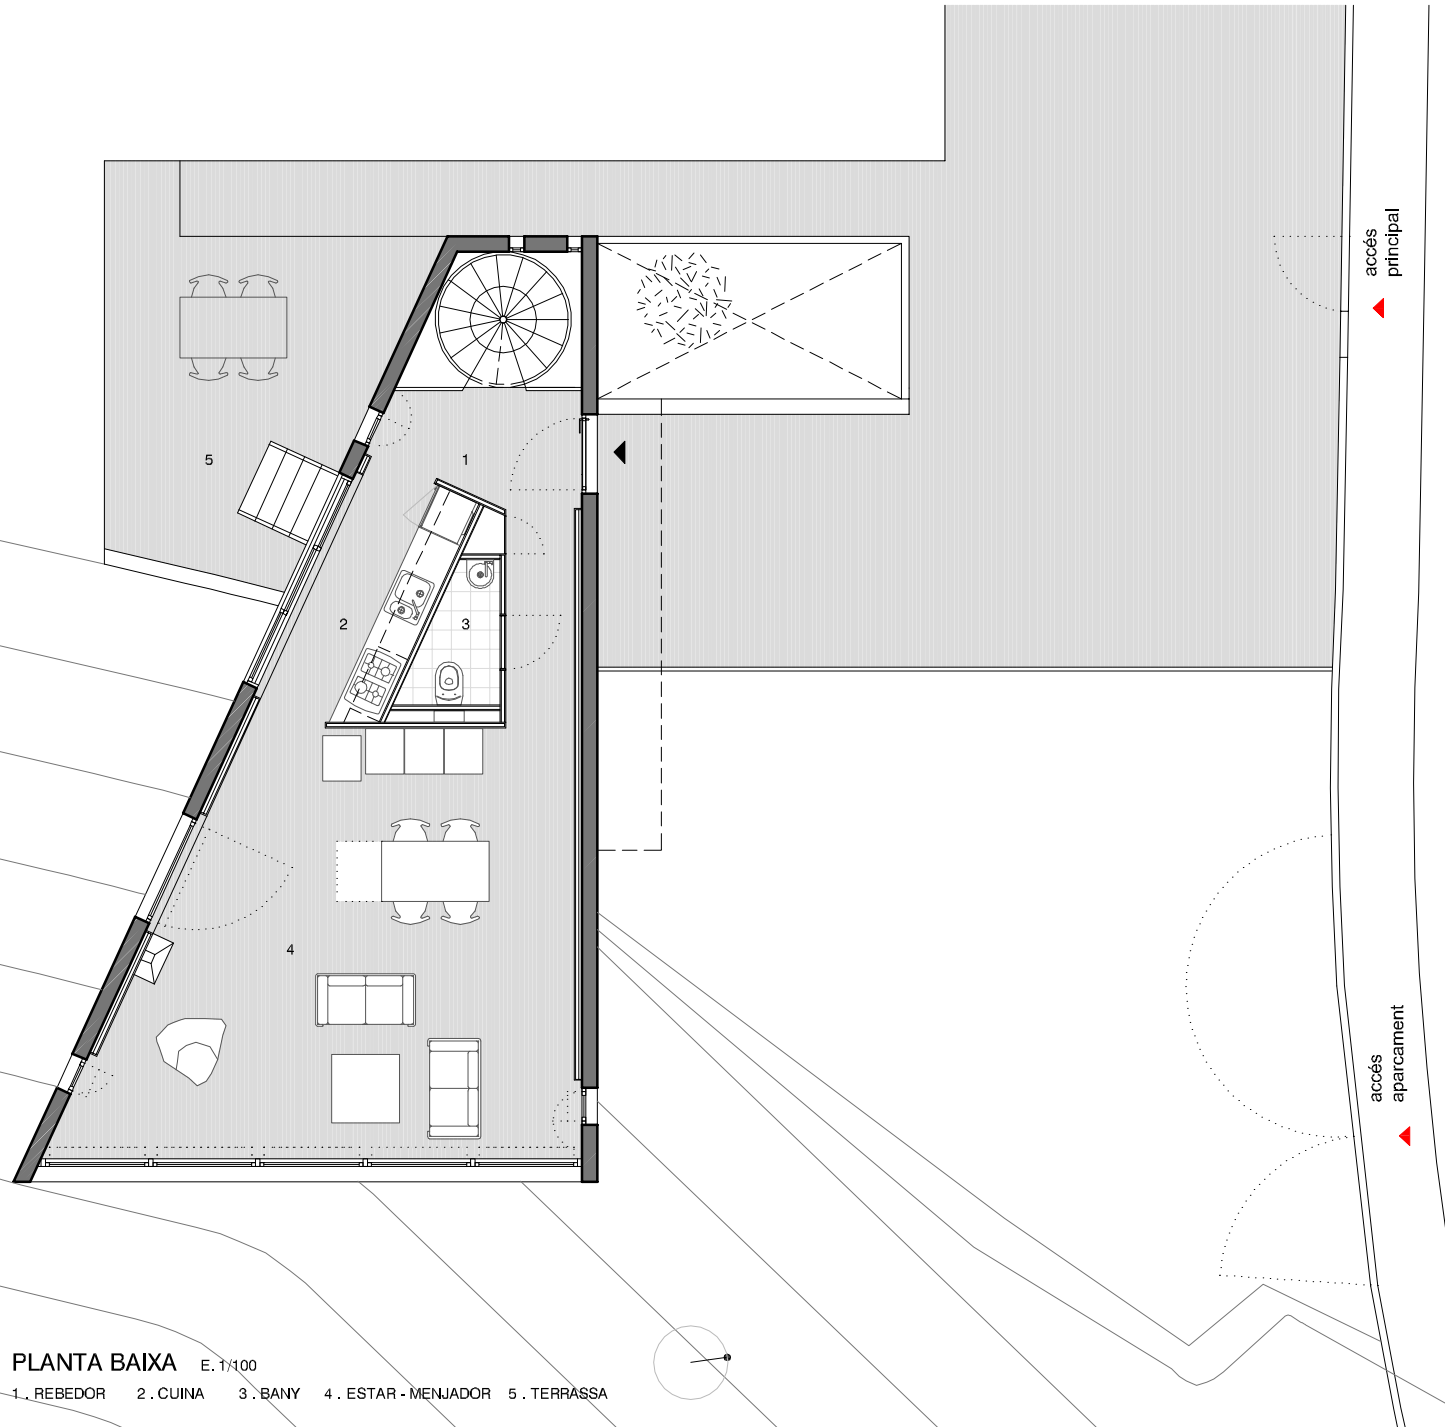 accés
principal
5
1
2
3
4
accés
aparcament
PLANTA BAIXA E. 1/100
1 . REBEDOR 2 . CUINA 3 . BANY 4 . ESTAR - MENJADOR 5 . TERRASSA